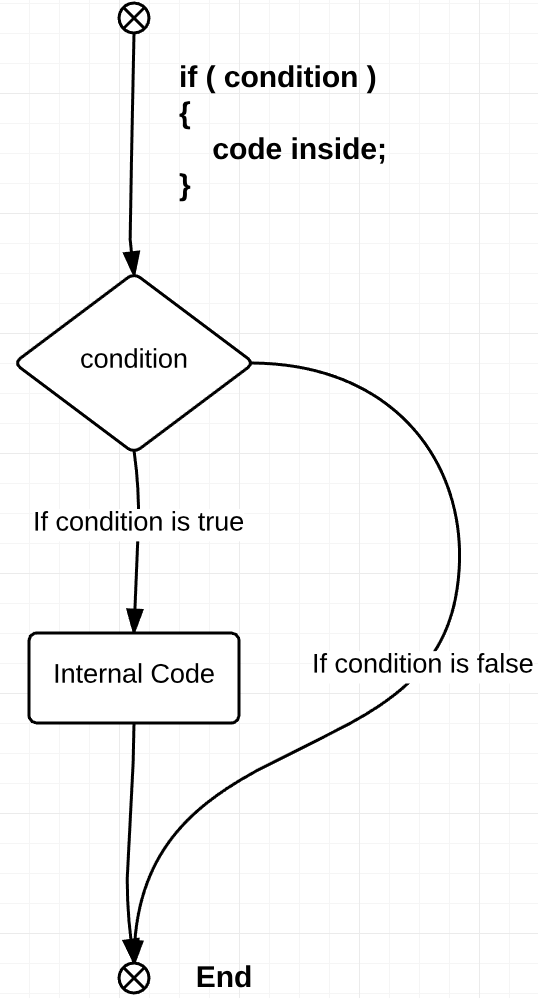 if ( condition )
{
code inside;
}
condition
If condition is true
Internal Code
If condition is false
End